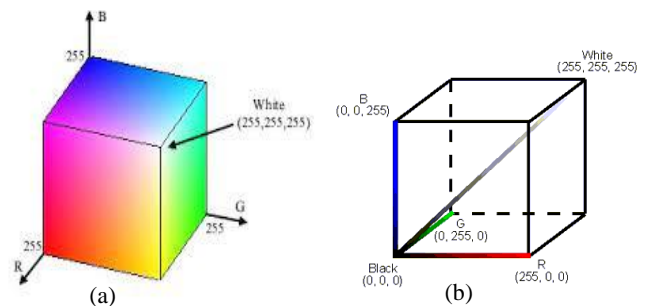 B
255
White
(255,255,255)
G
255
255
R
(a)
White
(255, 255, 255)
B
(0, 0, 255)
G
(0, 255, 0)
Black
(0, 0, 0)
R
(255, 0, 0)
(b)